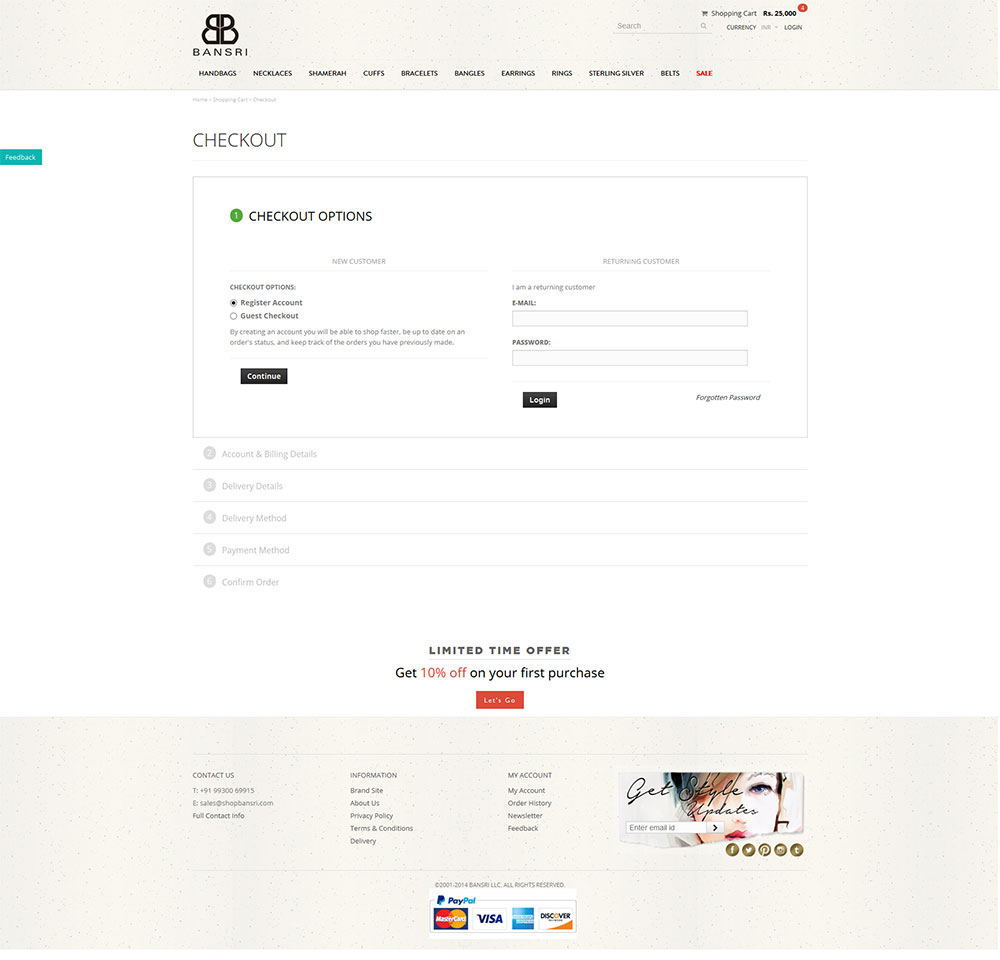 Shopping Cart Rs. 25,000 4
Search
CURRENCY INR LOGIN
BB
BANSRI
HANDBAGS NECKLACES SHAMERAH CUFFS BRACELETS BANGLES EARRINGS RINGS STERLING SILVER BELTS SALE
Home » Shopping Cart » Checkout
CHECKOUT
Feedback
1 CHECKOUT OPTIONS
NEW CUSTOMER
CHECKOUT OPTIONS:
Register Account
Guest Checkout
By creating an account you will be able to shop faster, be up to date on an
order's status, and keep track of the orders you have previously made.
Continue
RETURNING CUSTOMER
I am a returning customer
E-MAIL:
PASSWORD:
Login Forgotten Password
2 Account & Billing Details
3 Delivery Details
4 Delivery Method
5 Payment Method
6 Confirm Order
LIMITED TIME OFFER
Get 10% off on your first purchase
Let's Go
CONTACT US
T: +91 99300 69915
E: sales@shopbansri.com
Full Contact Info
INFORMATION
Brand Site
About Us
Privacy Policy
Terms & Conditions
Delivery
MY ACCOUNT
My Account
Order History
Newsletter
Feedback
Get Style
Updates
Enter email id
©2001-2014 BANSRI LLC. ALL RIGHTS RESERVED.
PayPal
MasterCard VISA AMERICAN EXPRESS DISCOVER